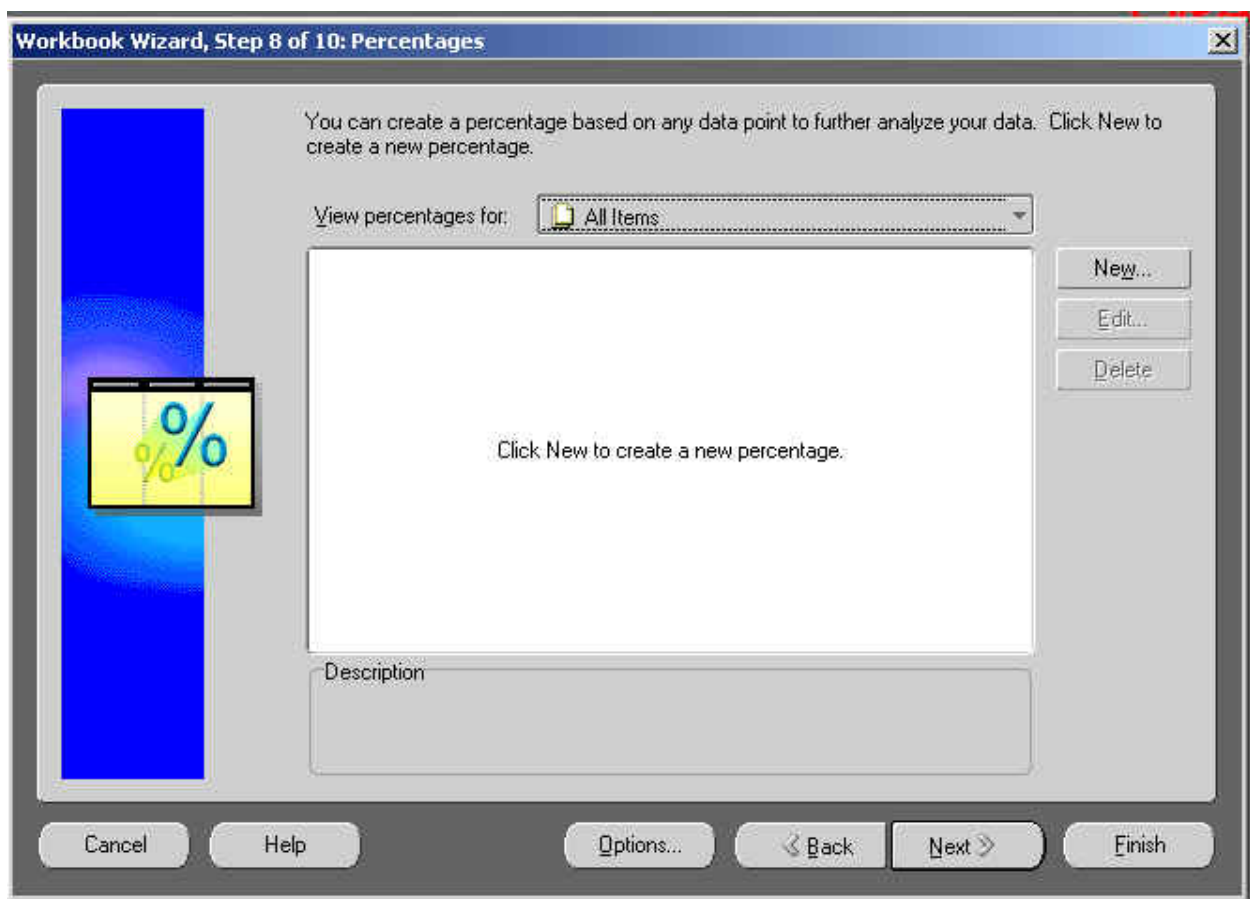 Workbook Wizard, Step 8 of 10: Percentages
You can create a percentage based on any data point to further analyze your data. Click New to
create a new percentage.
View percentages for:
All Items
New...
Edit...
Delete
%
%
Click New to create a new percentage.
Description
Cancel
Help
Options...
Back
Next
Finish